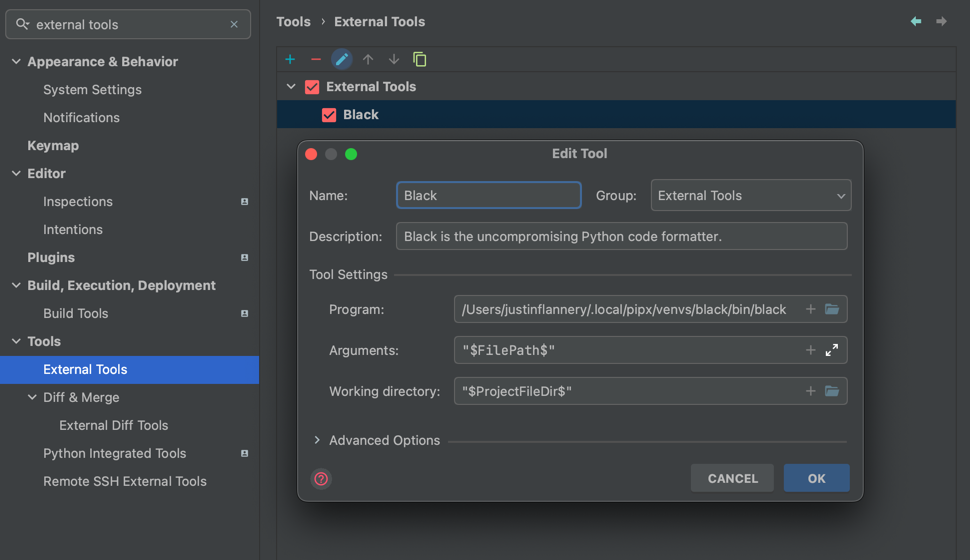 external tools
Appearance & Behavior
System Settings
Notifications
Keymap
Editor
Inspections
Intentions
Plugins
Build, Execution, Deployment
Build Tools
Tools
External Tools
Diff & Merge
External Diff Tools
Python Integrated Tools
Remote SSH External Tools
Tools › External Tools
External Tools
Black
Edit Tool
Name: Black Group: External Tools
Description: Black is the uncompromising Python code formatter.
Tool Settings
Program: /Users/justinflannery/.local/pipx/venvs/black/bin/black
Arguments: "$FilePath$"
Working directory: "$ProjectFileDir$"
Advanced Options
CANCEL OK